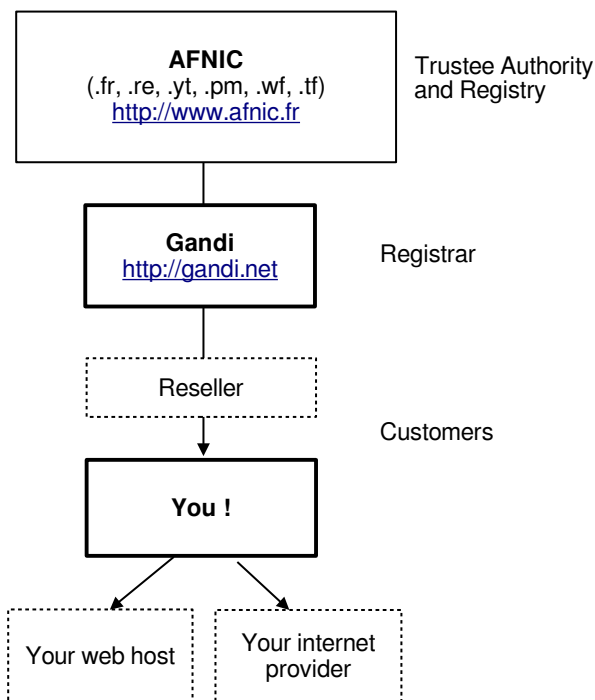 AFNIC
(.fr, .re, .yt, .pm, .wf, .tf)
http://www.afnic.fr
Trustee Authority
and Registry
Gandi
http://gandi.net
Registrar
Reseller
Customers
You !
Your web host
Your internet
provider